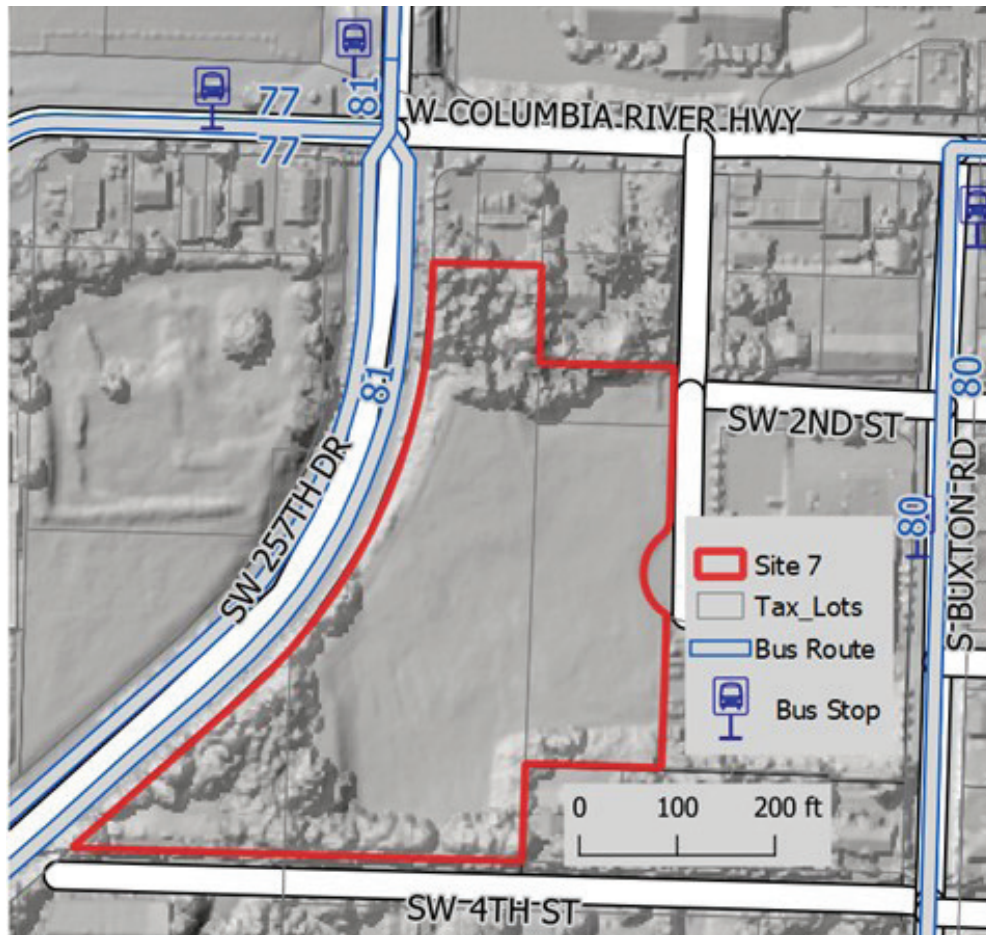 77
81
W COLUMBIA RIVER HWY
77
81
80
SW 2ND ST
SW 257TH DR
80
S BUXTON RD
Site 7
Tax_Lots
Bus Route
Bus Stop
0 100 200 ft
SW 4TH ST